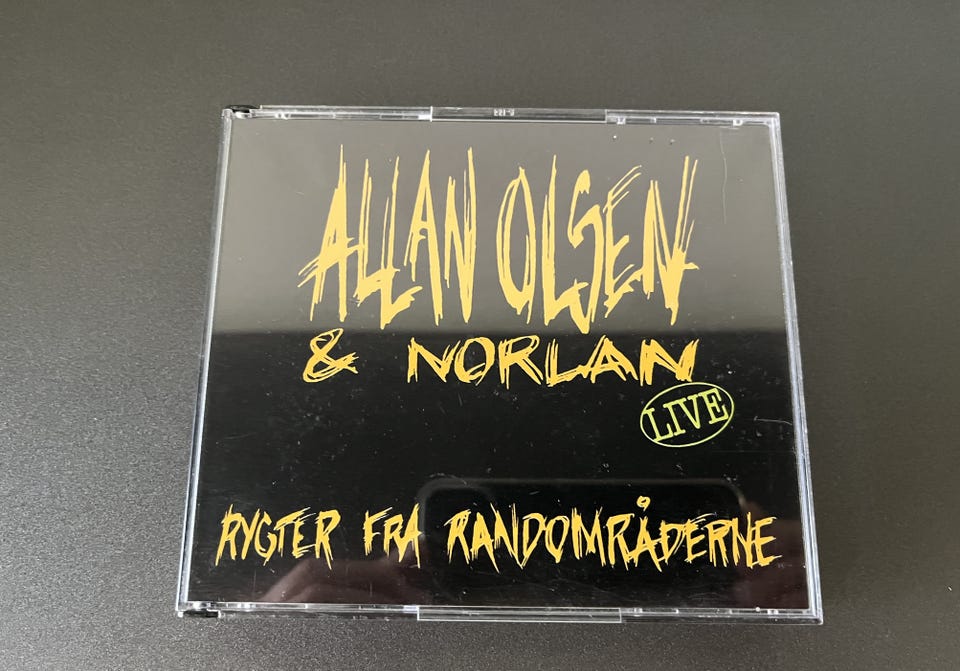 ALLAN OLSEN
& NORLAN
LIVE
RYGTER FRA RANDOMRÅDERNE